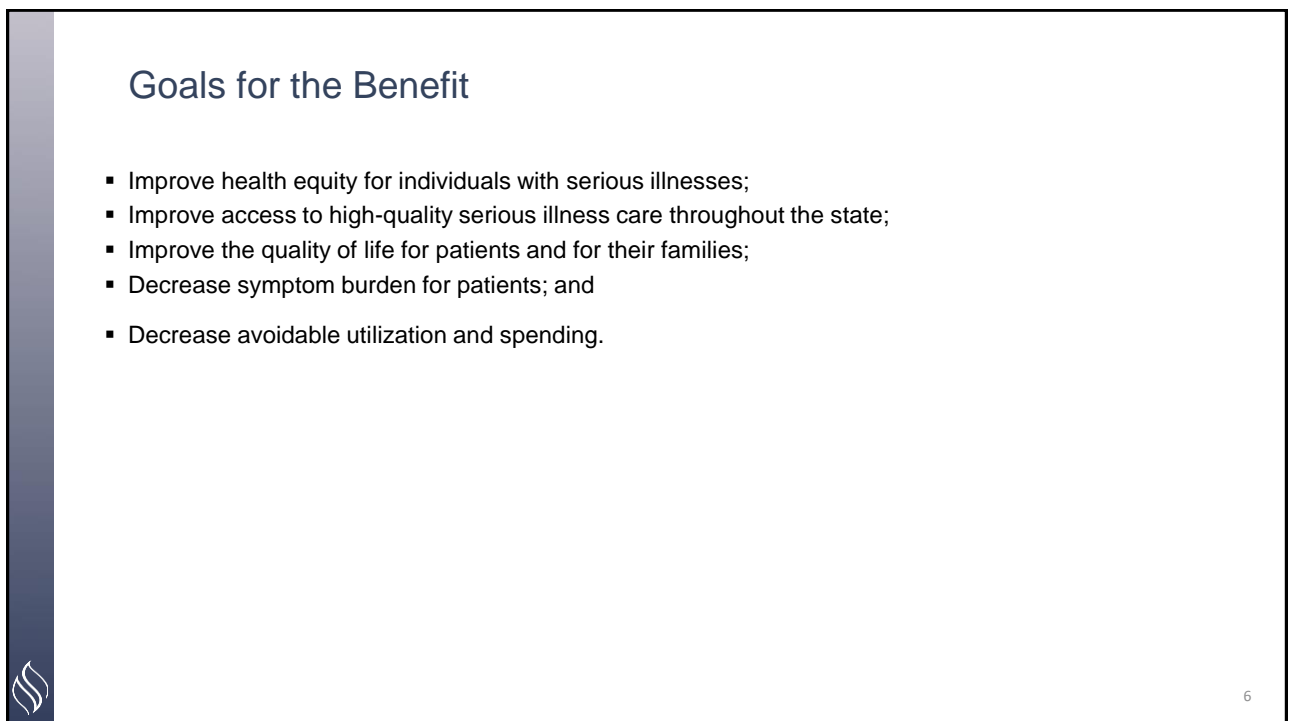 Goals for the Benefit
▪ Improve health equity for individuals with serious illnesses;
▪ Improve access to high-quality serious illness care throughout the state;
▪ Improve the quality of life for patients and for their families;
▪ Decrease symptom burden for patients; and
▪ Decrease avoidable utilization and spending.
6